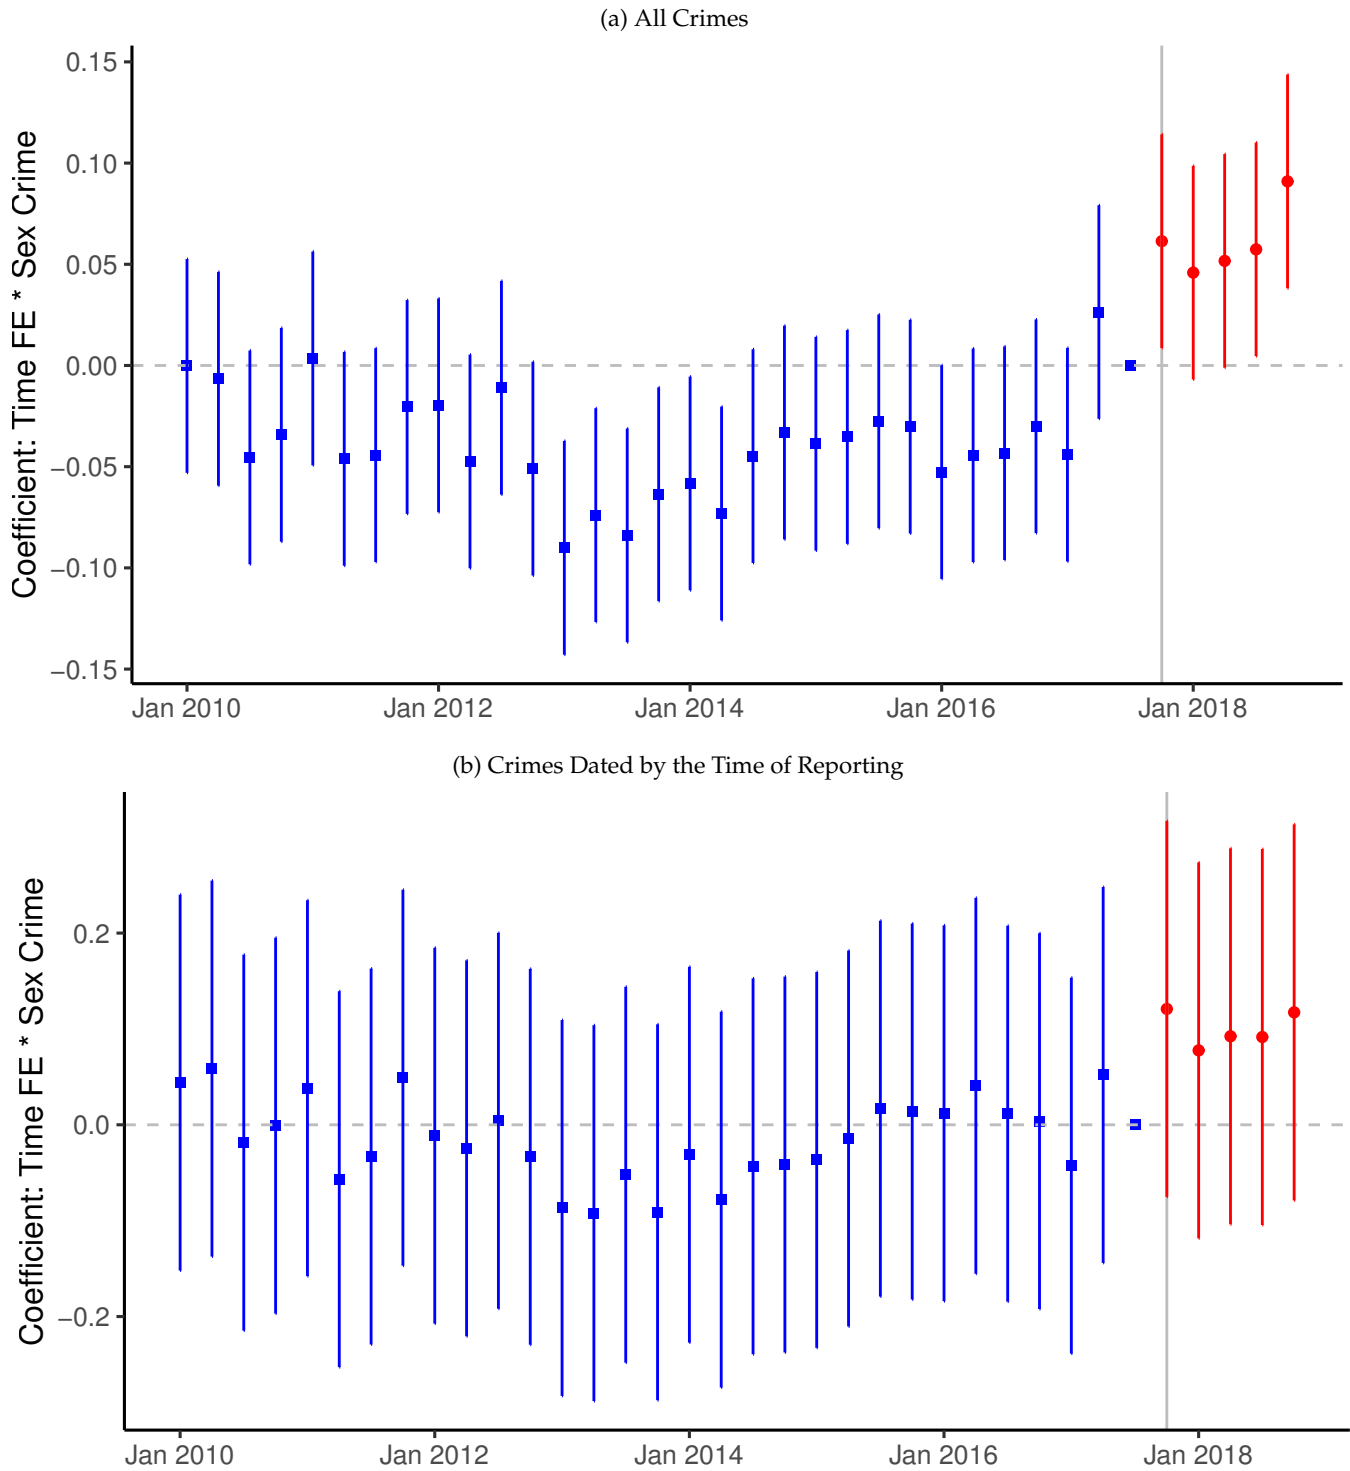 (a) All Crimes
Coefficient: Time FE * Sex Crime
0.15
0.10
0.05
0.00
−0.05
−0.10
−0.15
Jan 2010 Jan 2012 Jan 2014 Jan 2016 Jan 2018
(b) Crimes Dated by the Time of Reporting
Coefficient: Time FE * Sex Crime
0.2
0.0
−0.2
Jan 2010 Jan 2012 Jan 2014 Jan 2016 Jan 2018